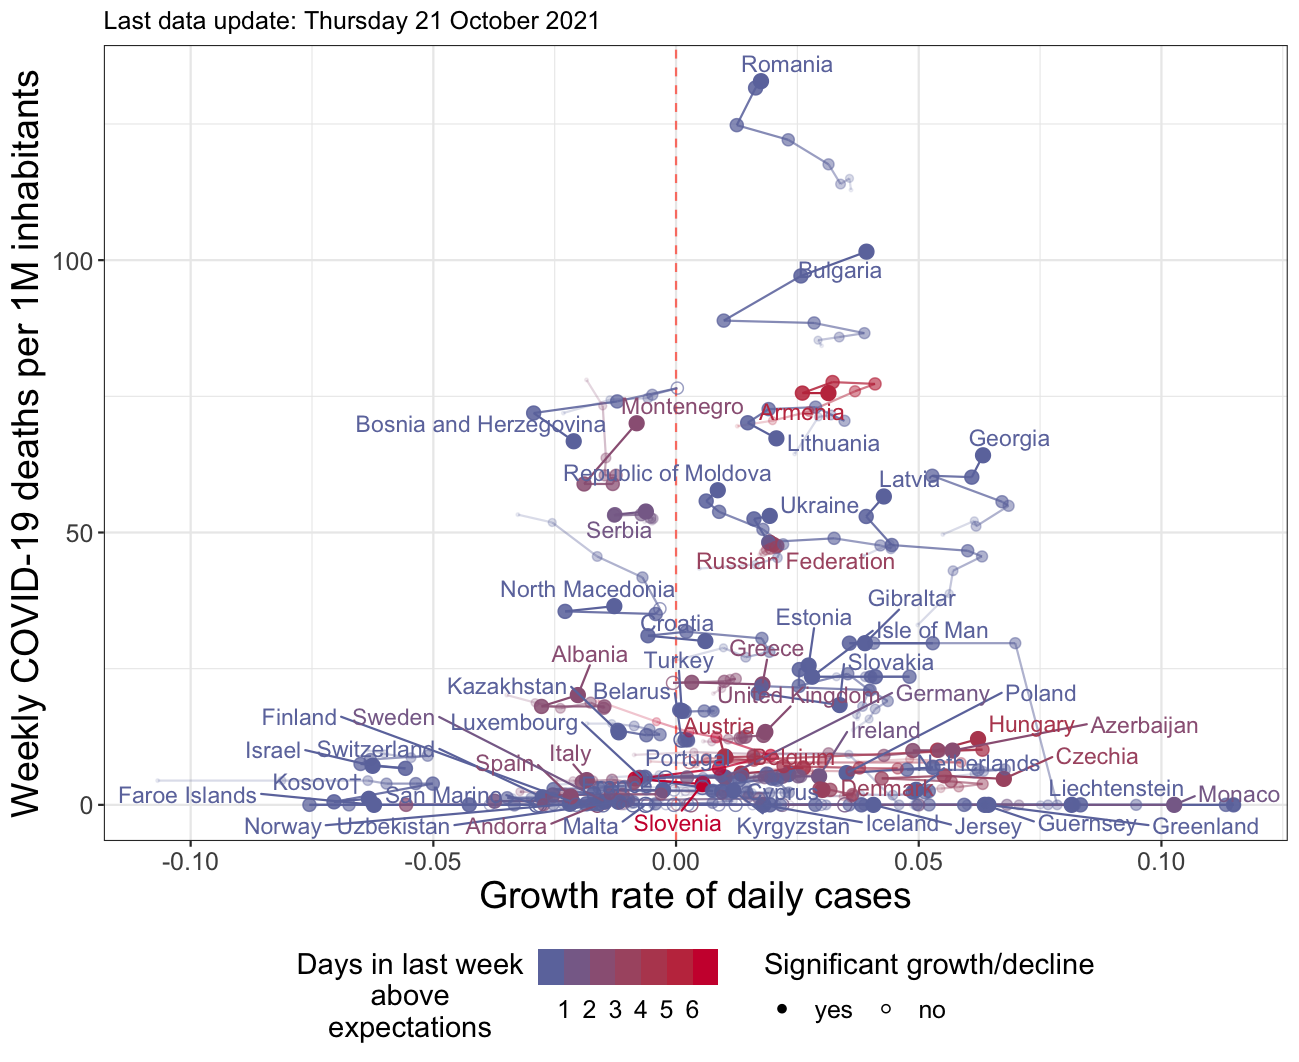 Last data update: Thursday 21 October 2021
Weekly COVID-19 deaths per 1M inhabitants
Romania
100
Bulgaria
Montenegro
Armenia
Bosnia and Herzegovina
Lithuania
Georgia
Republic of Moldova
Latvia
Ukraine
50
Serbia
Russian Federation
North Macedonia
Gibraltar
Estonia
Croatia
Isle of Man
Albania
Turkey
Greece
Slovakia
Kazakhstan
Belarus
United Kingdom
Germany
Poland
Finland
Sweden
Luxembourg
Austria
Ireland
Hungary
Azerbaijan
Israel
Switzerland
Italy
Spain
Portugal
Belgium
Netherlands
Czechia
Kosovo
Faroe Islands
San Marino
Cyprus
Denmark
Liechtenstein
Monaco
0
Norway
Uzbekistan
Andorra
Malta
Slovenia
Kyrgyzstan
Iceland
Jersey
Guernsey
Greenland
-0.10
-0.05
0.00
0.05
0.10
Growth rate of daily cases
Days in last week
above
expectations
1 2 3 4 5 6
Significant growth/decline
yes
no